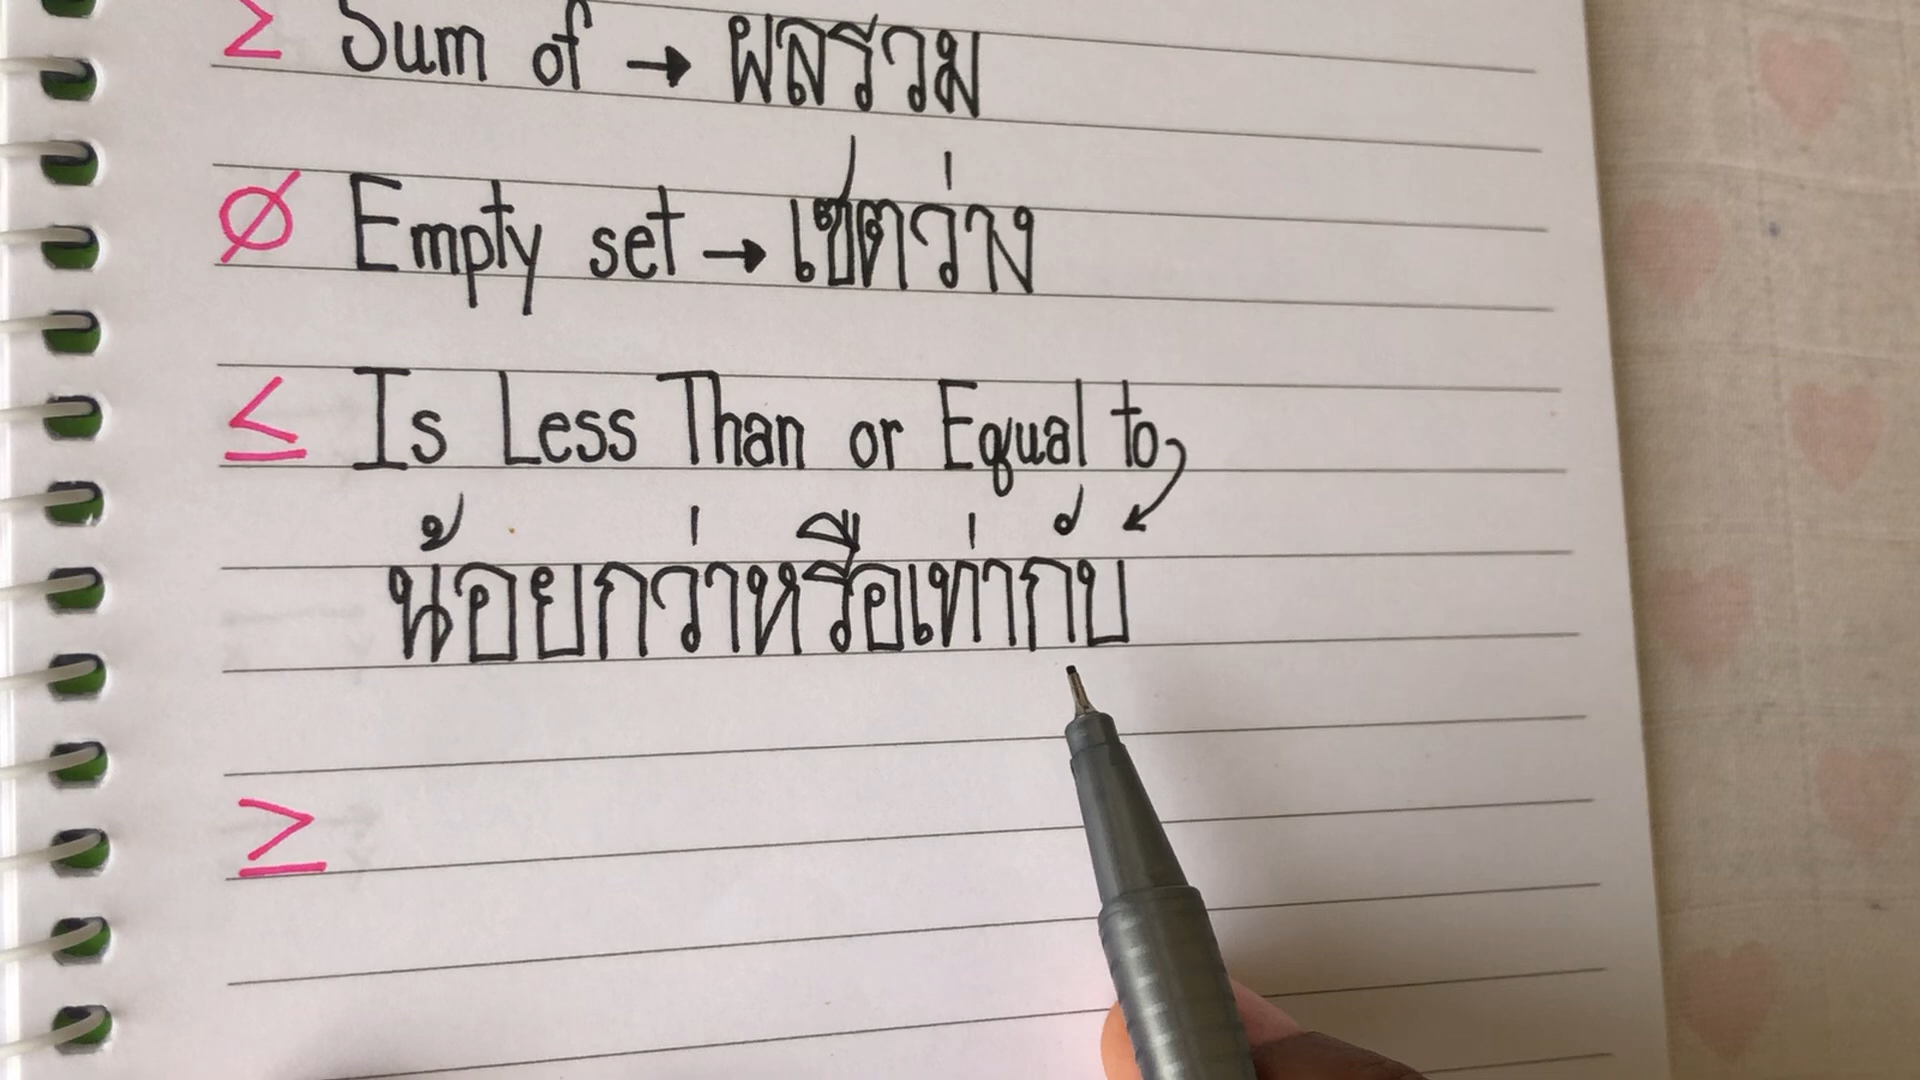 Σ Sum of → ผลรวม
∅ Empty set → เซ็ตว่าง
≤ Is Less Than or Equal to
น้อยกว่าหรือเท่ากับ
≥